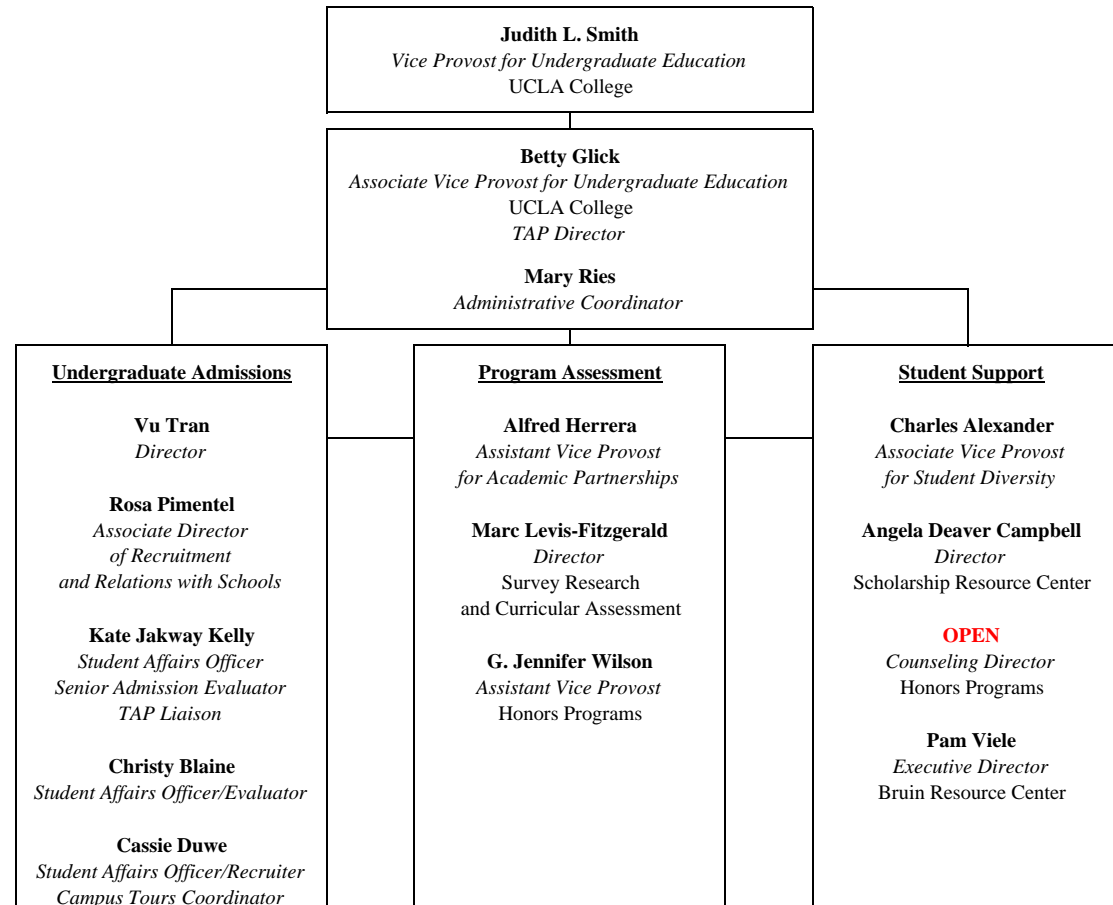 Judith L. Smith
Vice Provost for Undergraduate Education
UCLA College
Betty Glick
Associate Vice Provost for Undergraduate Education
UCLA College
TAP Director
Mary Ries
Administrative Coordinator
Undergraduate Admissions
Vu Tran
Director
Rosa Pimentel
Associate Director
of Recruitment
and Relations with Schools
Kate Jakway Kelly
Student Affairs Officer
Senior Admission Evaluator
TAP Liaison
Christy Blaine
Student Affairs Officer/Evaluator
Cassie Duwe
Student Affairs Officer/Recruiter
Campus Tours Coordinator
Program Assessment
Alfred Herrera
Assistant Vice Provost
for Academic Partnerships
Marc Levis-Fitzgerald
Director
Survey Research
and Curricular Assessment
G. Jennifer Wilson
Assistant Vice Provost
Honors Programs
Student Support
Charles Alexander
Associate Vice Provost
for Student Diversity
Angela Deaver Campbell
Director
Scholarship Resource Center
OPEN
Counseling Director
Honors Programs
Pam Viele
Executive Director
Bruin Resource Center